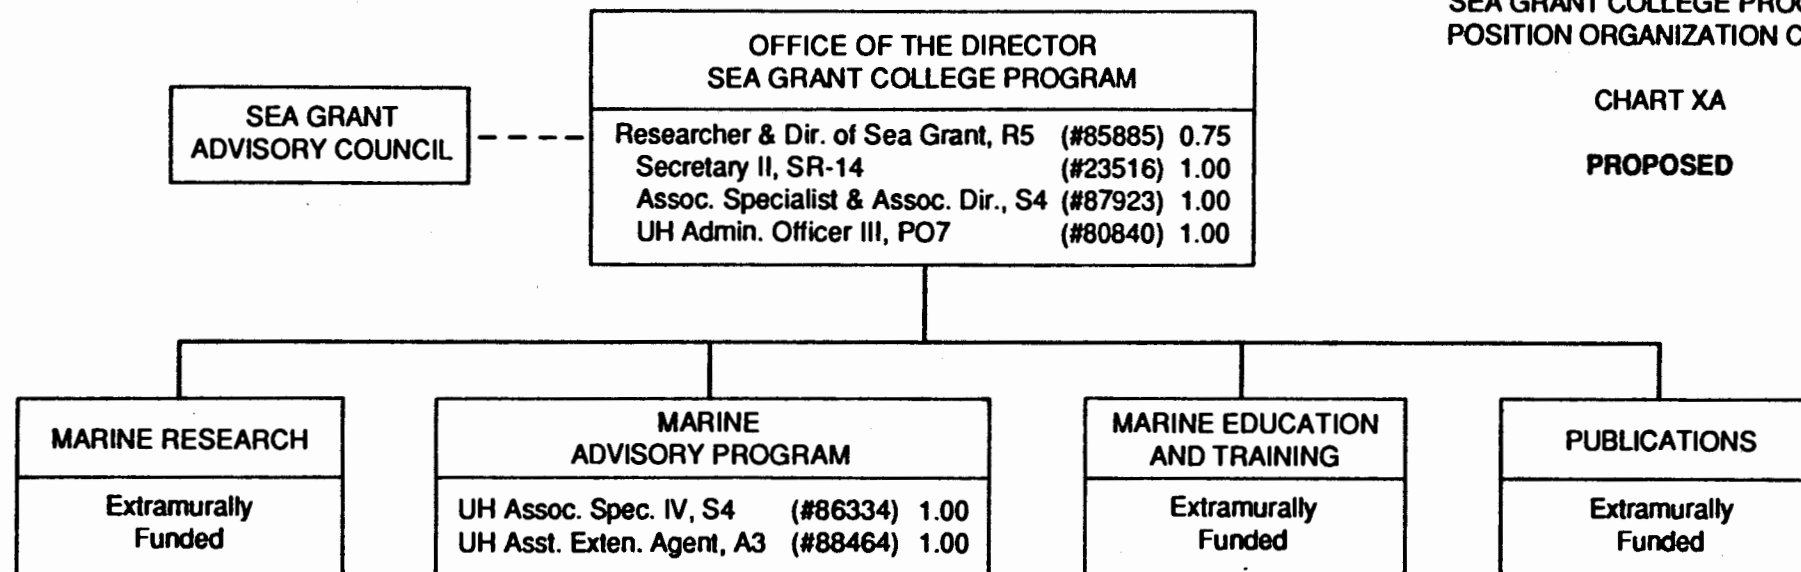 SEA GRANT COLLEGE
POSITION ORGANIZATION
CHART XA
PROPOSED
OFFICE OF THE DIRECTOR
SEA GRANT COLLEGE PROGRAM
Researcher & Dir. of Sea Grant, R5 (#85885) 0.75
Secretary II, SR-14 (#23516) 1.00
Assoc. Specialist & Assoc. Dir., S4 (#87923) 1.00
UH Admin. Officer III, PO7 (#80840) 1.00
SEA GRANT
ADVISORY COUNCIL
MARINE RESEARCH
Extramurally
Funded
MARINE
ADVISORY PROGRAM
UH Assoc. Spec. IV, S4 (#86334) 1.00
UH Asst. Exten. Agent, A3 (#88464) 1.00
MARINE EDUCATION
AND TRAINING
Extramurally
Funded
PUBLICATIONS
Extramurally
Funded